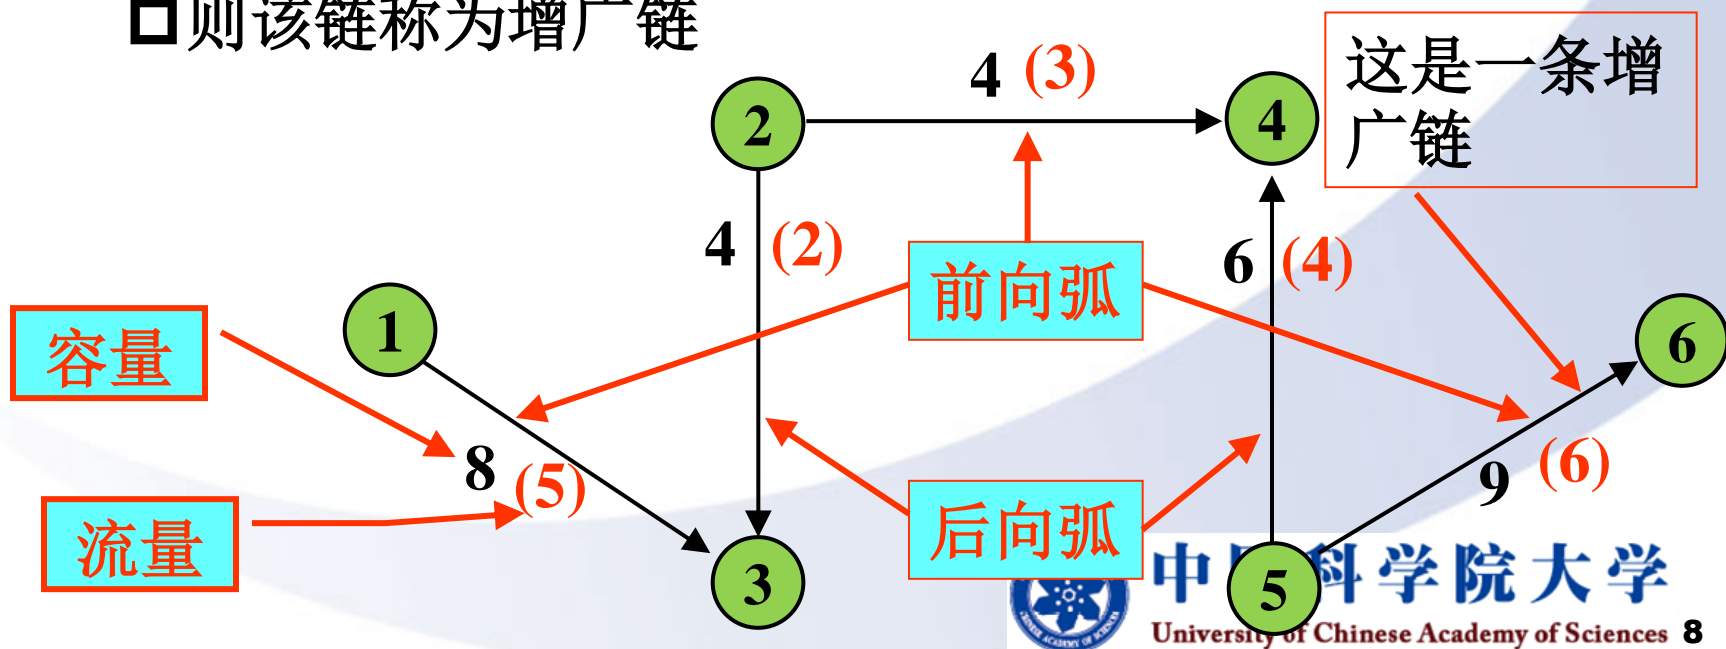 则该链称为增广链
4 (3)
这是一条增
广链
2
4
4 (2)
6 (4)
前向弧
容量
1
6
8 (5)
9 (6)
流量
后向弧
3
5
中国科学院大学
University of Chinese Academy of Sciences 8